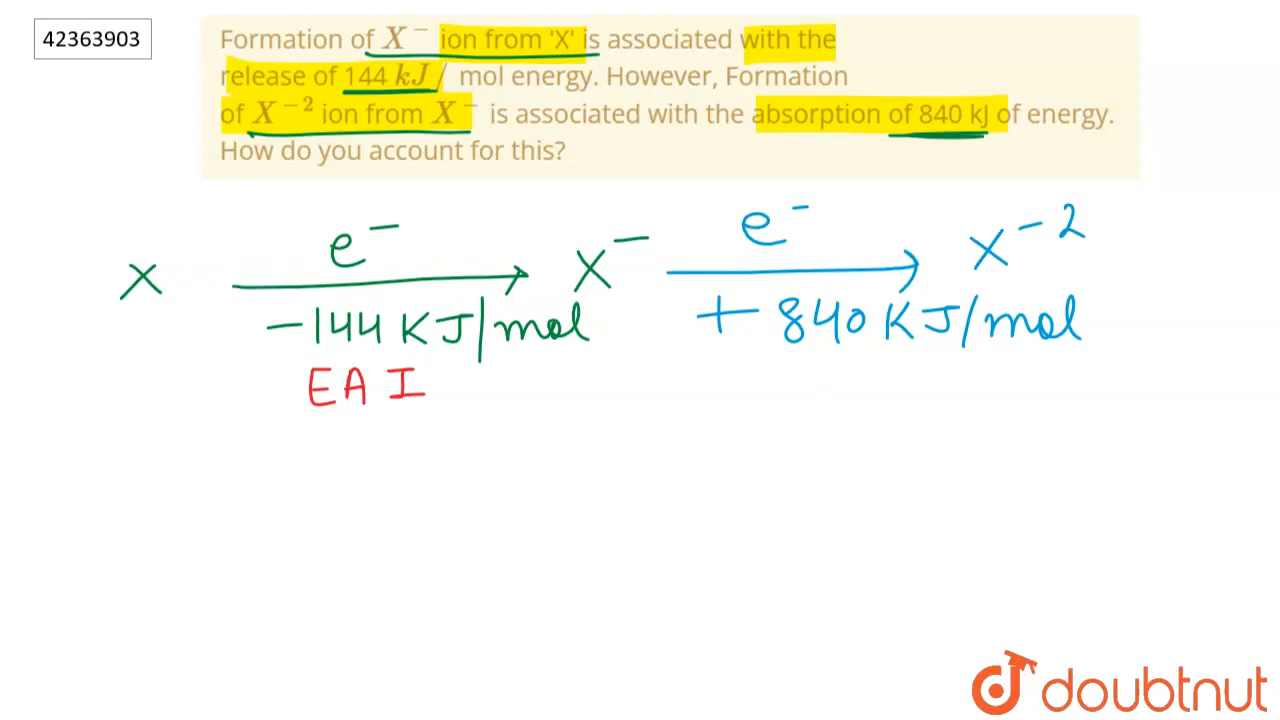 42363903
Formation of X⁻ ion from 'X' is associated with the
release of 144 kJ / mol energy. However, Formation
of X⁻² ion from X⁻ is associated with the absorption of 840 kJ of energy.
How do you account for this?
e⁻ e⁻
X X⁻ X⁻²
-144 KJ/mol + 840 KJ/mol
EA I
doubtnut